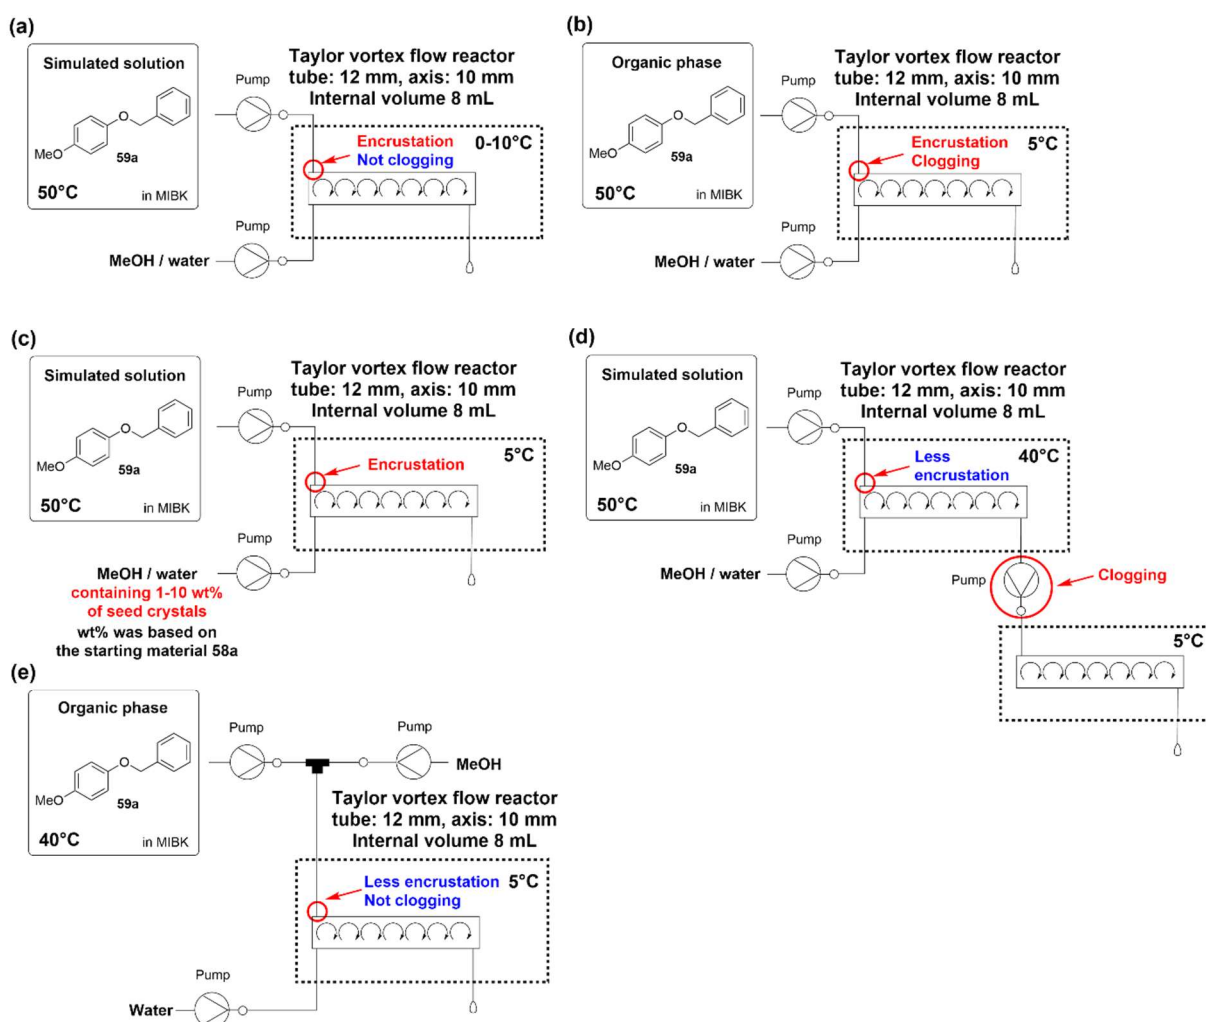 (a)
Simulated solution
MeO
O
59a
50°C
in MIBK
Pump
Taylor vortex flow reactor
tube: 12 mm, axis: 10 mm
Internal volume 8 mL
Encrustation
Not clogging
0-10°C
Pump
MeOH / water
(b)
Organic phase
MeO
O
59a
50°C
in MIBK
Pump
Taylor vortex flow reactor
tube: 12 mm, axis: 10 mm
Internal volume 8 mL
Encrustation
Clogging
5°C
Pump
MeOH / water
(c)
Simulated solution
MeO
O
59a
50°C
in MIBK
Pump
Taylor vortex flow reactor
tube: 12 mm, axis: 10 mm
Internal volume 8 mL
Encrustation
5°C
Pump
MeOH / water
containing 1-10 wt%
of seed crystals
wt% was based on
the starting material 58a
(d)
Simulated solution
MeO
O
59a
50°C
in MIBK
Pump
Taylor vortex flow reactor
tube: 12 mm, axis: 10 mm
Internal volume 8 mL
Less
encrustation
40°C
Pump
MeOH / water
Pump
Clogging
5°C
(e)
Organic phase
MeO
O
59a
40°C
in MIBK
Pump
Pump
MeOH
Taylor vortex flow reactor
tube: 12 mm, axis: 10 mm
Internal volume 8 mL
Less encrustation
Not clogging
5°C
Pump
Water